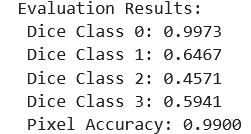 Evaluation Results:
Dice Class 0: 0.9973
Dice Class 1: 0.6467
Dice Class 2: 0.4571
Dice Class 3: 0.5941
Pixel Accuracy: 0.9900